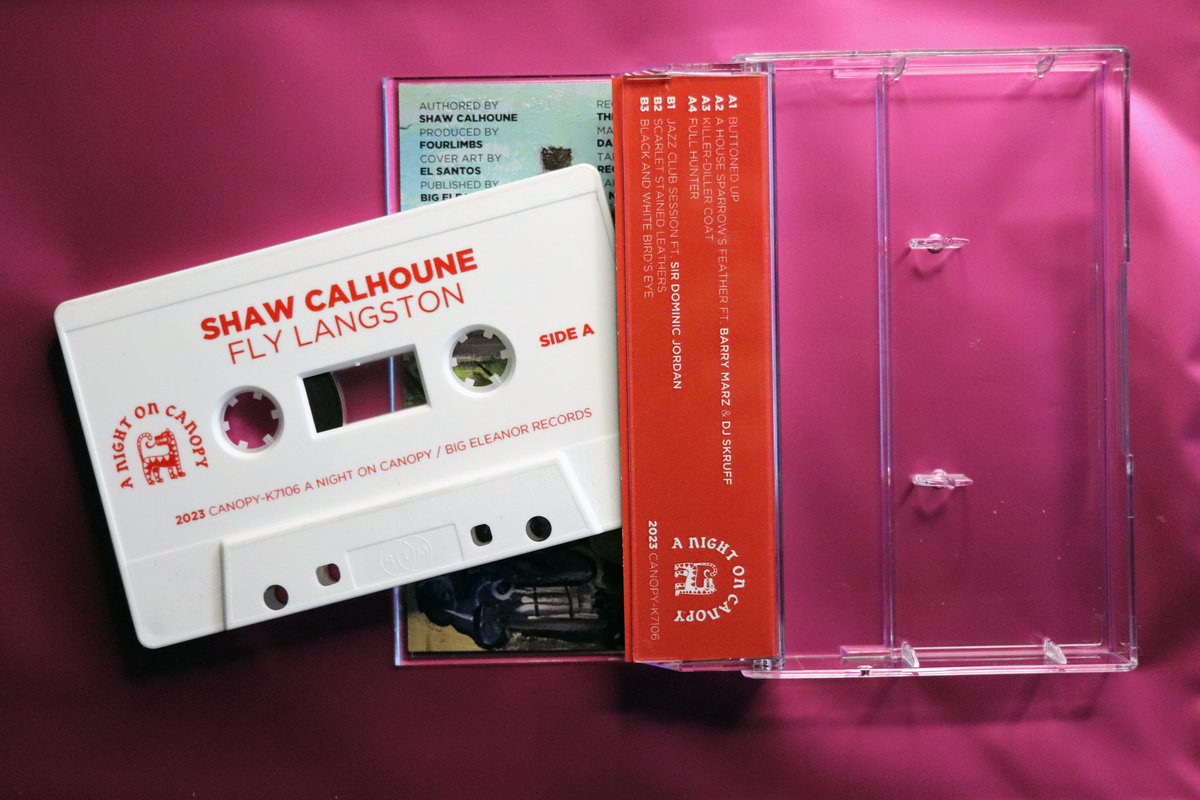 AUTHORED BY
SHAW CALHOUNE
PRODUCED BY
FOURLIMBS
COVER ART BY
EL SANTOS
PUBLISHED BY
BIG
SHAW CALHOUNE
FLY LANGSTON
SIDE A
A NIGHT ON CANOPY
2023 CANOPY-K7106 A NIGHT ON CANOPY / BIG ELEANOR RECORDS
RTM
A1 BUTTONED UP
A2 A HOUSE SPARROW'S FEATHER FT. BARRY MARZ & DJ SKRUFF
A3 KILLER-DILLER COAT
A4 FULL HUNTER
B1 JAZZ CLUB SESSION FT. SIR DOMINIC JORDAN
B2 SCARLET STAINED LEATHERS
B3 BLACK AND WHITE BIRD'S EYE
A NIGHT ON CANOPY
2023 CANOPY-K7106